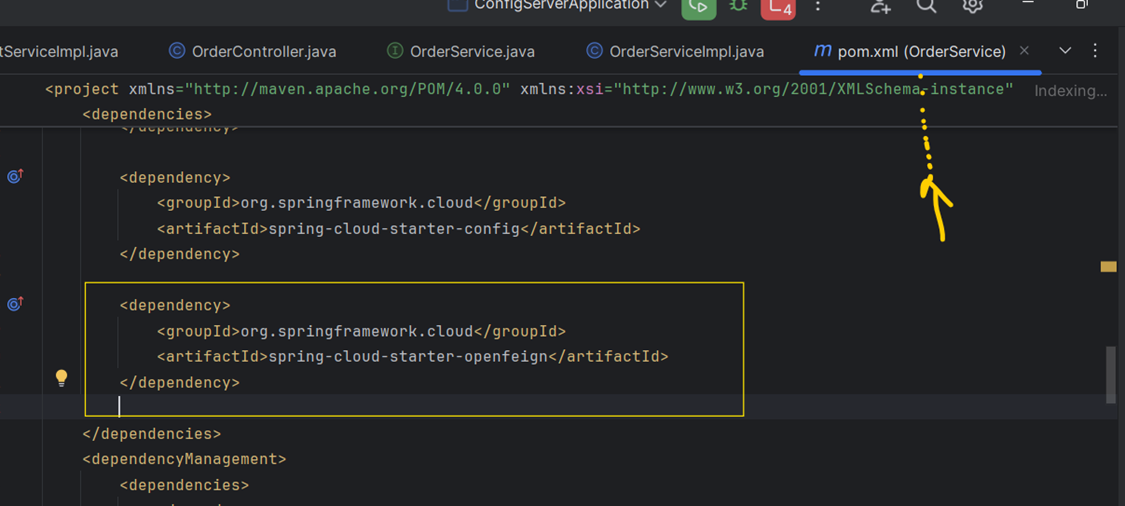 ConfigServerApplication
4
tServiceImpl.java
OrderController.java
OrderService.java
OrderServiceImpl.java
pom.xml (OrderService)
<project xmlns="http://maven.apache.org/POM/4.0.0" xmlns:xsi="http://www.w3.org/2001/XMLSchema-instance"
Indexing...
<dependencies>
</dependency>
<dependency>
<groupId>org.springframework.cloud</groupId>
<artifactId>spring-cloud-starter-config</artifactId>
</dependency>
<dependency>
<groupId>org.springframework.cloud</groupId>
<artifactId>spring-cloud-starter-openfeign</artifactId>
</dependency>
</dependencies>
<dependencyManagement>
<dependencies>